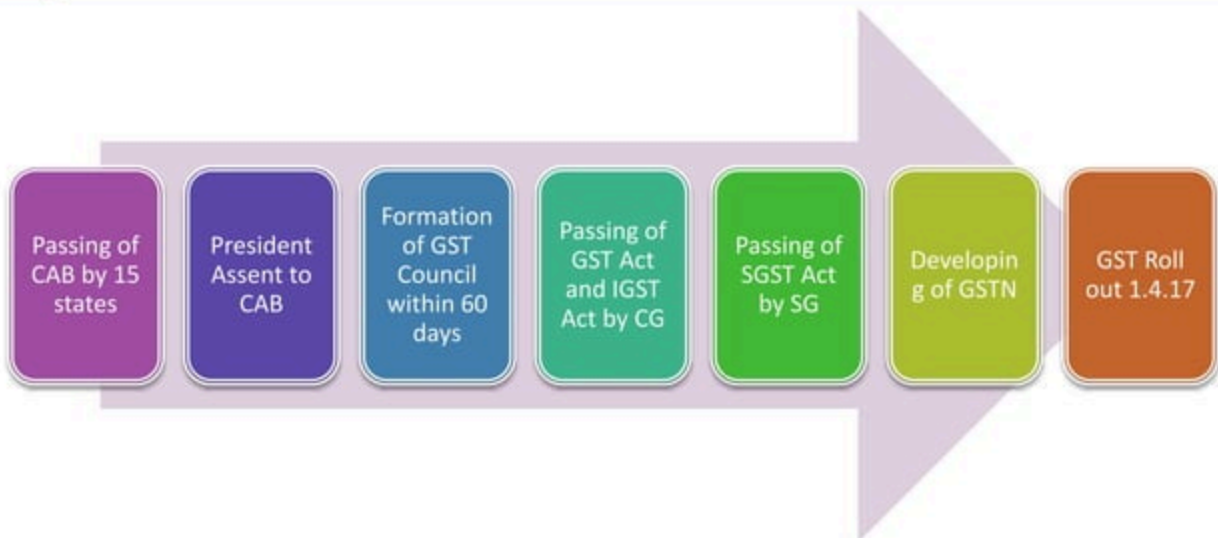 Passing of
CAB by 15
states
President
Assent to
CAB
Formation
of GST
Council
within 60
days
Passing of
GST Act
and IGST
Act by CG
Passing of
SGST Act
by SG
Developin
g of GSTN
GST Roll
out 1.4.17